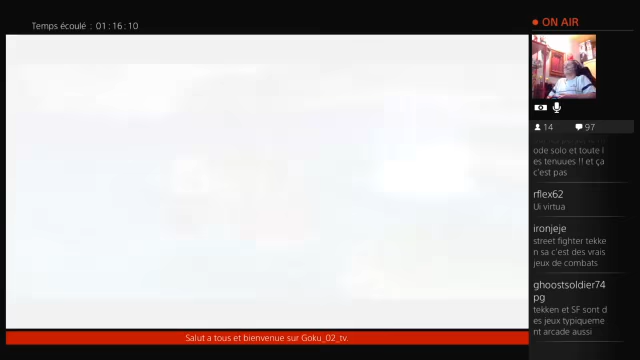 Temps écoulé : 01:16:10
ON AIR
14 97
ode solo et toute l
es tenuues !! et ça
c'est pas
rflex62
Ui virtua
ironjeje
street fighter tekke
n sa c'est des vrais
jeux de combats
ghoostsoldier74
pg
tekken et SF sont d
es jeux typiqueme
nt arcade aussi
Salut a tous et bienvenue sur Goku_02_tv.